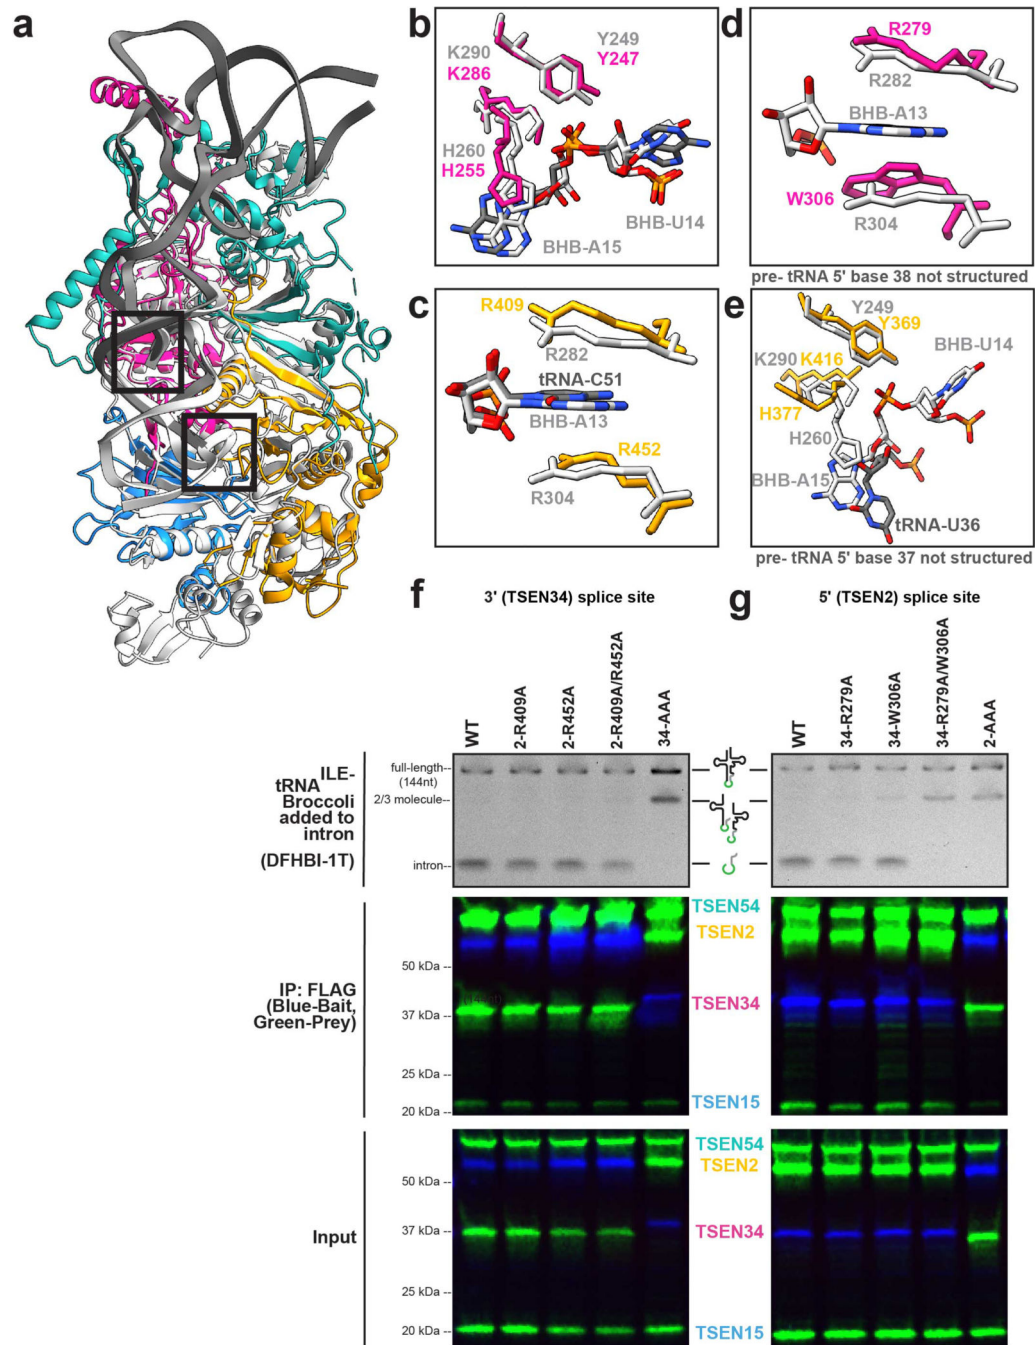 a
b
K290
K286
Y249
Y247
H260
H255
BHB-U14
BHB-A15
d
R279
R282
BHB-A13
W306
R304
pre- tRNA 5' base 38 not structured
c
R409
R282
tRNA-C51
BHB-A13
R452
R304
e
Y249
Y369
BHB-U14
K290
K416
H377
H260
BHB-A15
tRNA-U36
pre- tRNA 5' base 37 not structured
f
3' (TSEN34) splice site
g
5' (TSEN2) splice site
WT
2-R409A
2-R452A
2-R409A/R452A
34-AAA
WT
34-R279A
34-W306A
34-R279A/W306A
2-AAA
tRNA ILE-
Broccoli
added to
intron
(DFHBI-1T)
full-length--
(144nt)
2/3 molecule--
intron--
IP: FLAG
(Blue-Bait,
Green-Prey)
50 kDa --
37 kDa --
25 kDa --
20 kDa --
TSEN54
TSEN2
TSEN34
TSEN15
Input
50 kDa --
37 kDa --
25 kDa --
20 kDa --
TSEN54
TSEN2
TSEN34
TSEN15